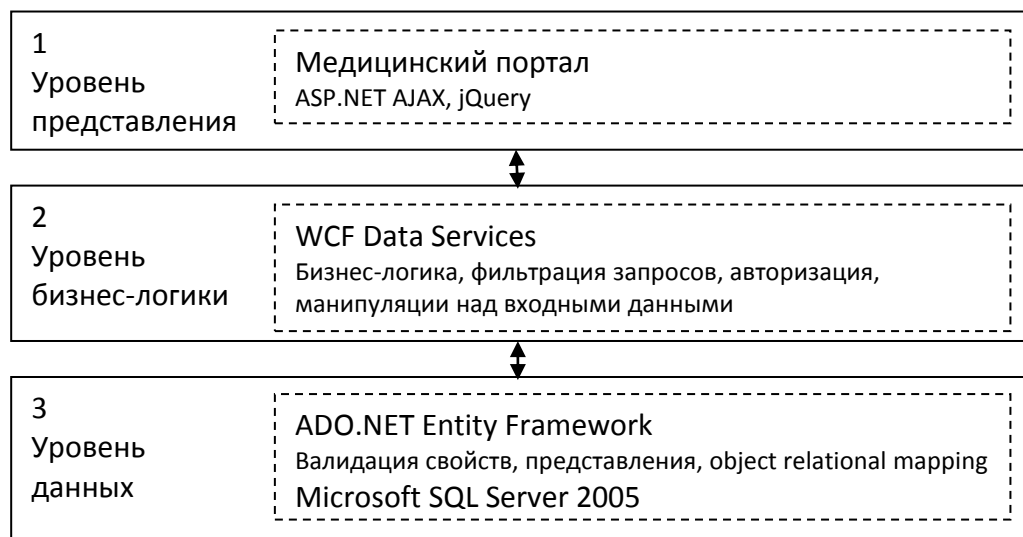 1
Уровень
представления
Медицинский портал
ASP.NET AJAX, jQuery
2
Уровень
бизнес-логики
WCF Data Services
Бизнес-логика, фильтрация запросов, авторизация,
манипуляции над входными данными
3
Уровень
данных
ADO.NET Entity Framework
Валидация свойств, представления, object relational mapping
Microsoft SQL Server 2005